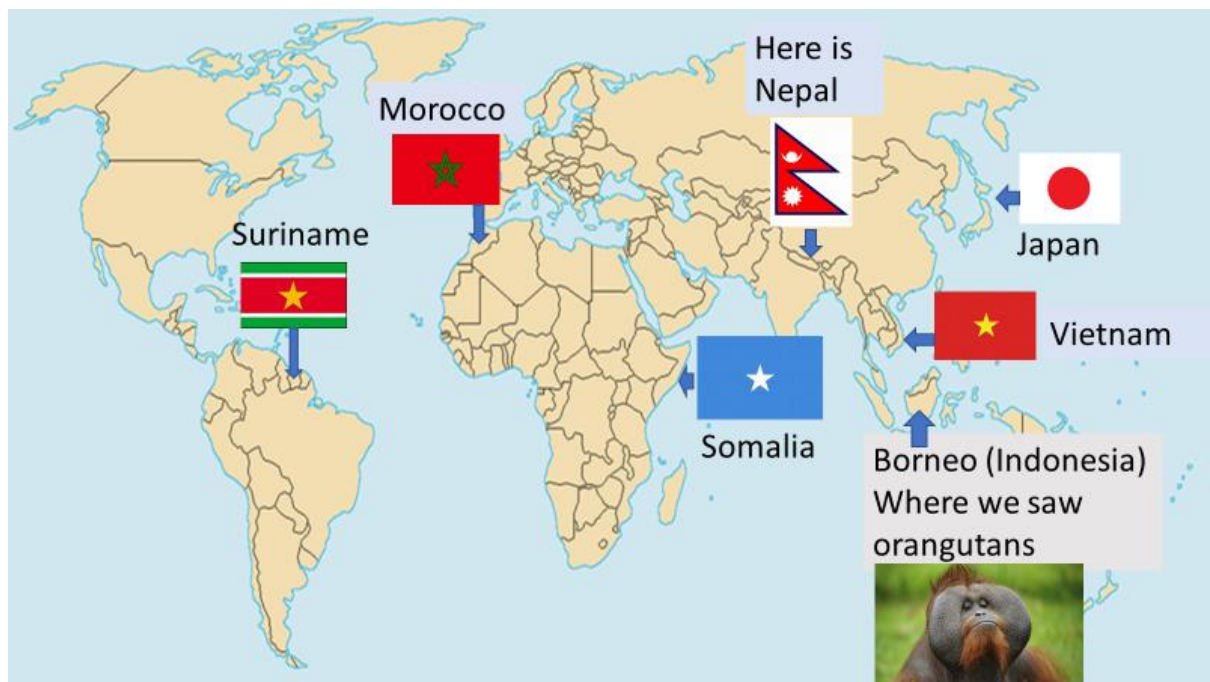 Here is
Nepal
Morocco
Suriname
Japan
Vietnam
Somalia
Borneo (Indonesia)
Where we saw
orangutans